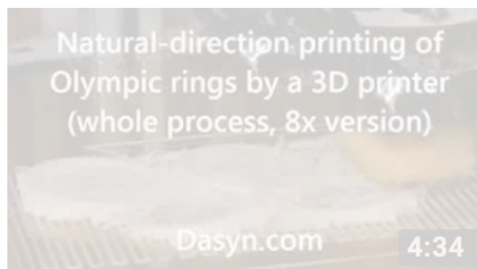 Natural-direction printing of
Olympic rings by a 3D printer
(whole process, 8x version)
Dasyn.com
4:34